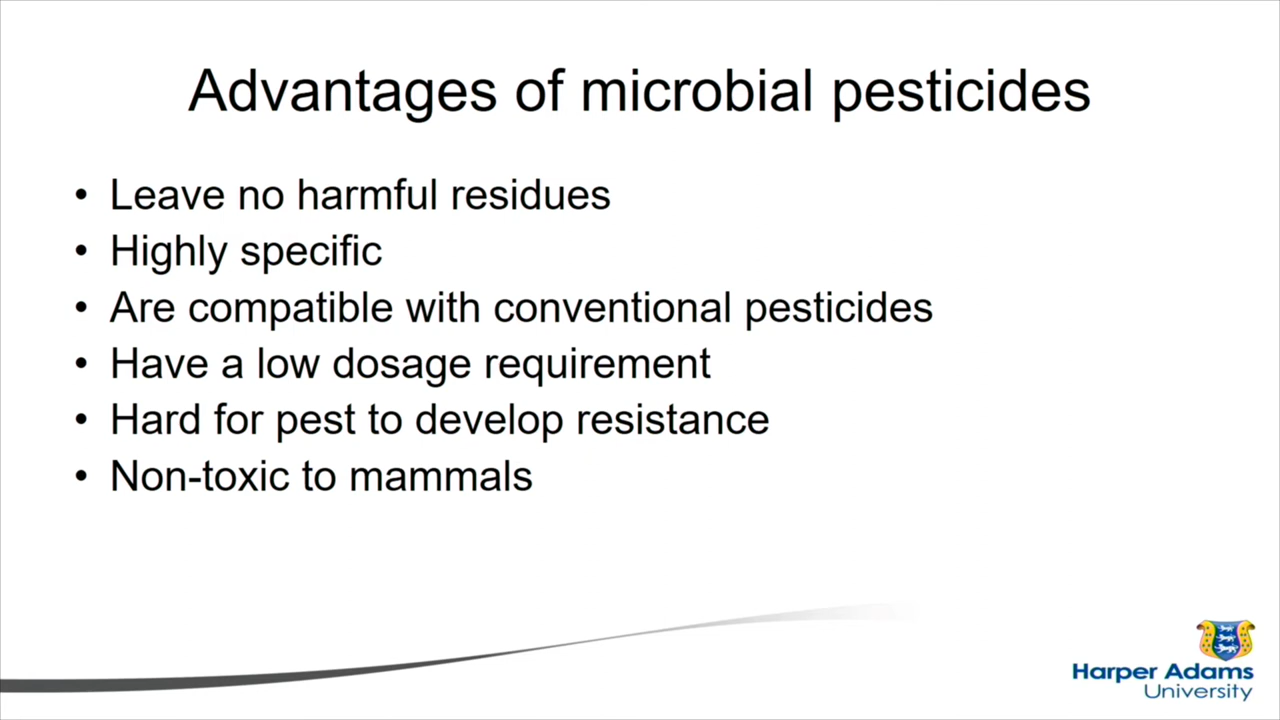 Advantages of microbial pesticides
• Leave no harmful residues
• Highly specific
• Are compatible with conventional pesticides
• Have a low dosage requirement
• Hard for pest to develop resistance
• Non-toxic to mammals
Harper Adams
University